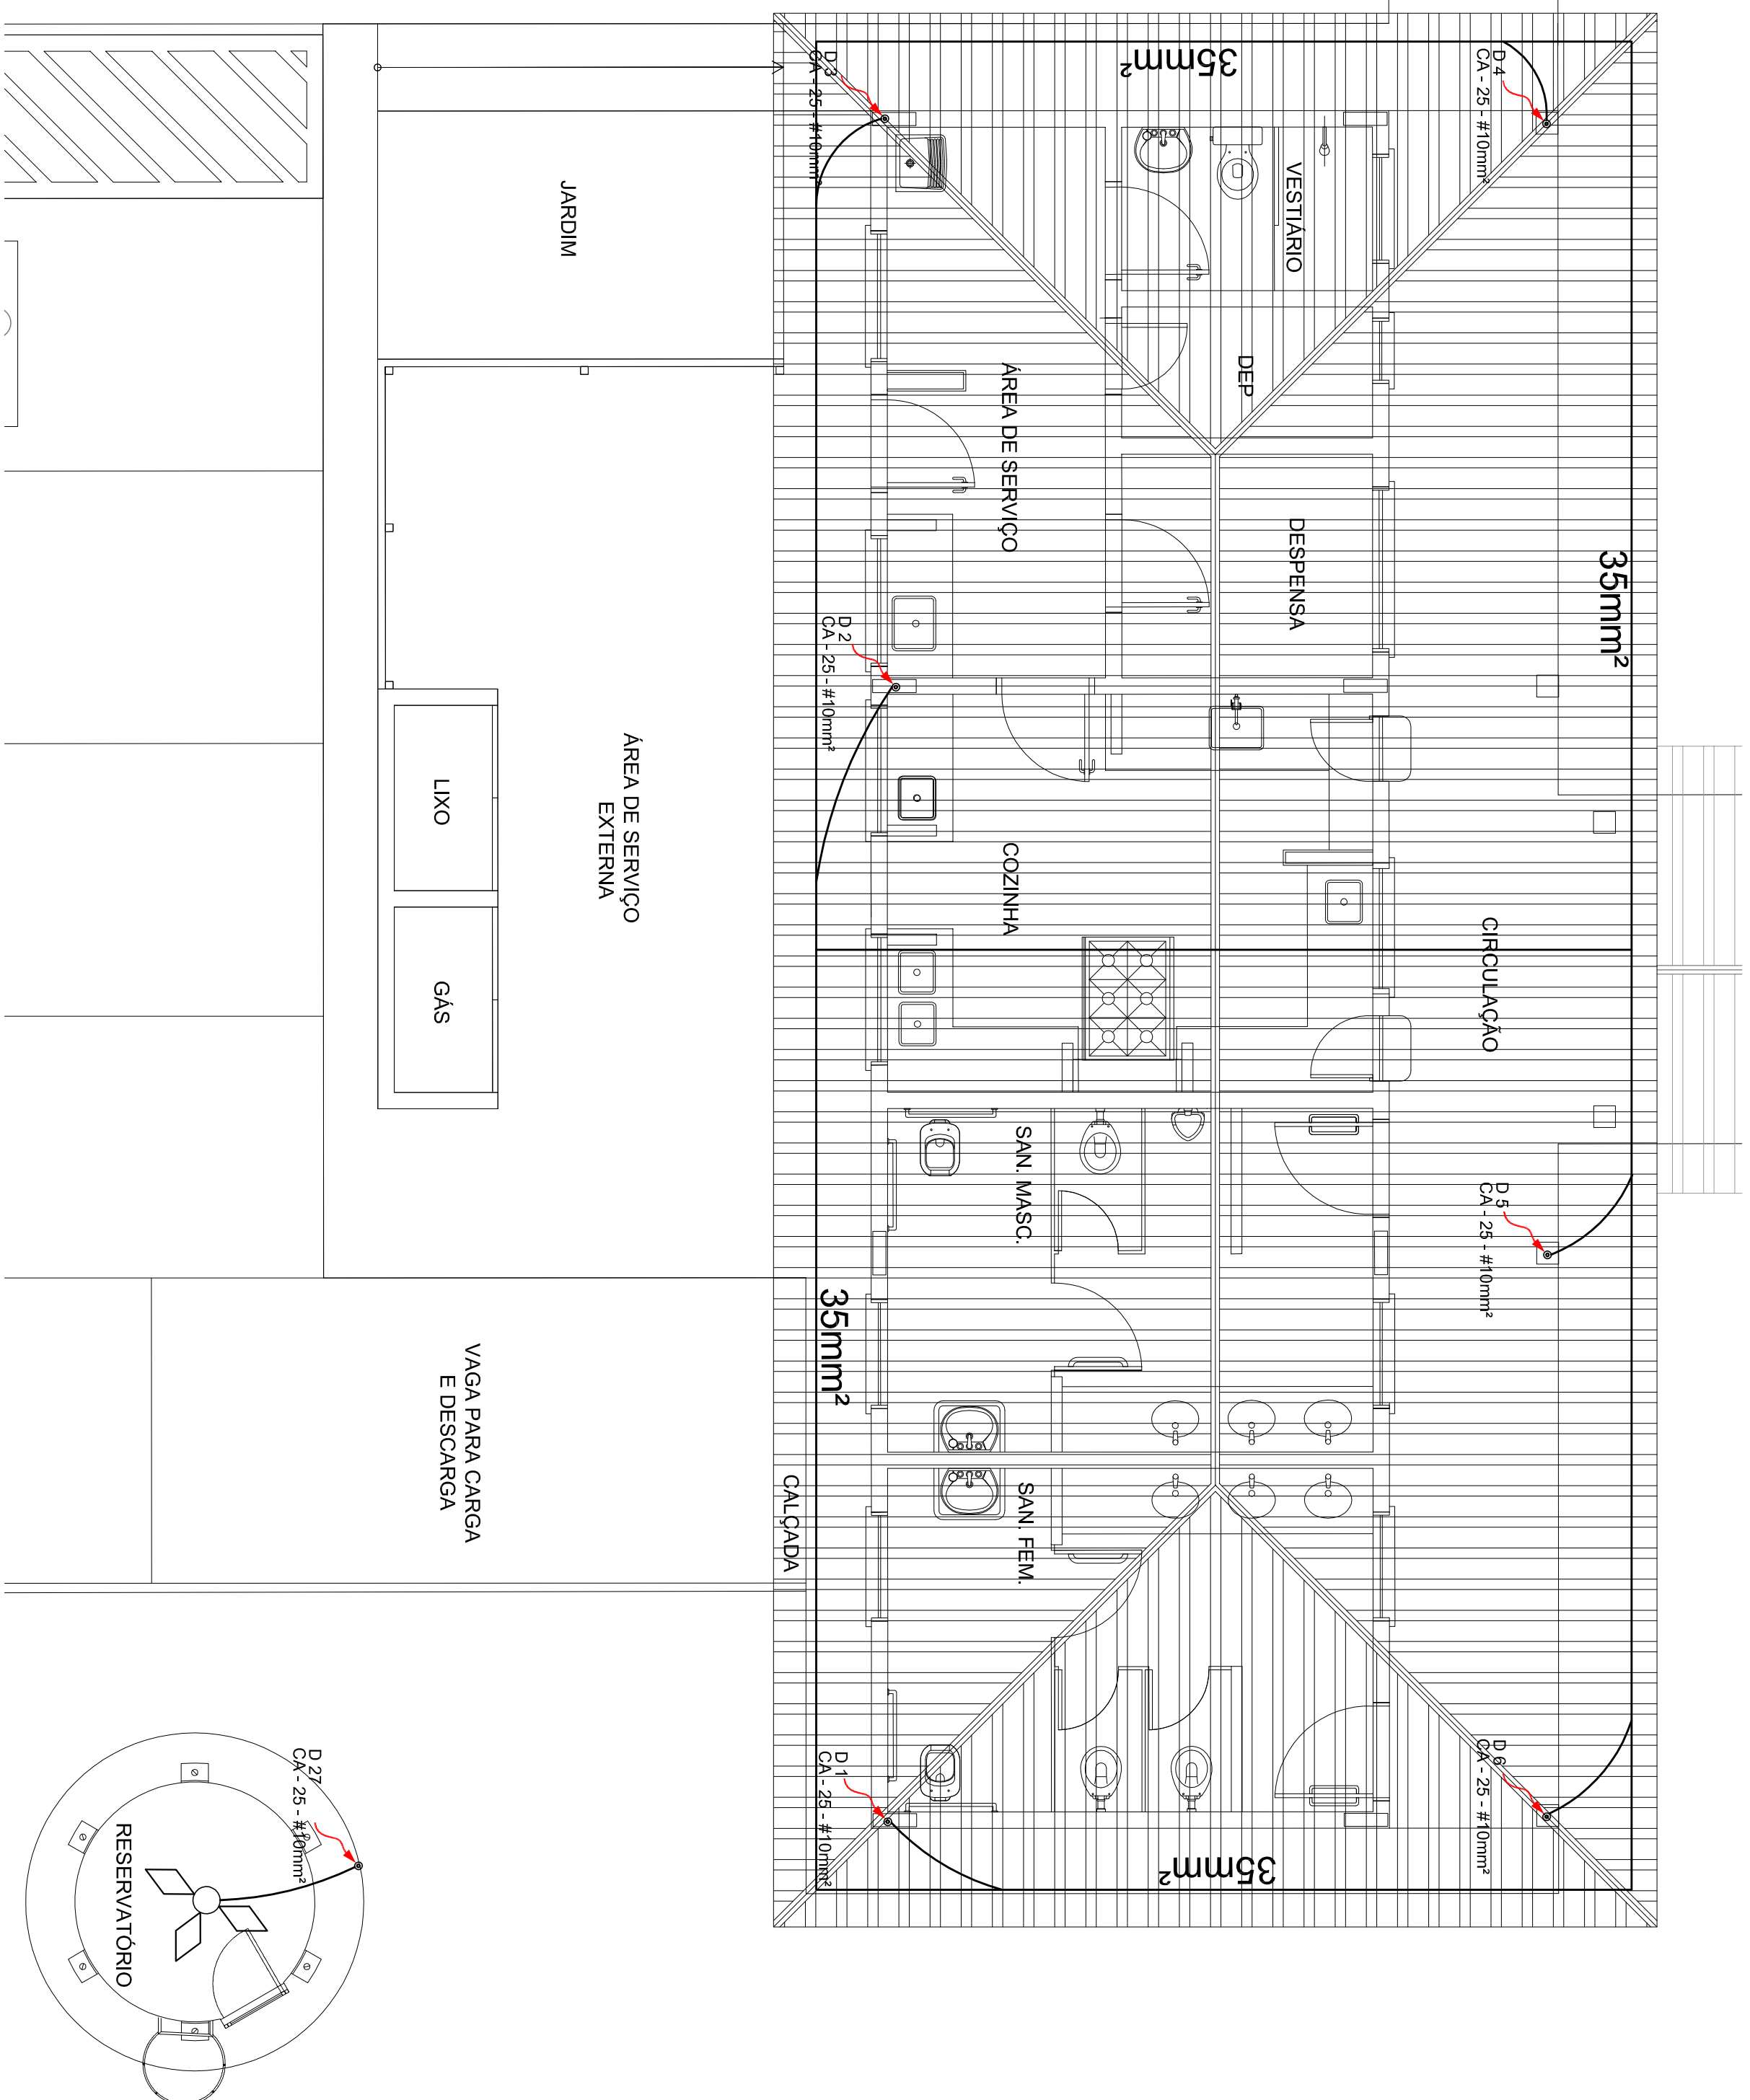 35mm²
D 3
CA - 25 - #10mm²
D 4
CA - 25 - #10mm²
JARDIM
VESTIÁRIO
DEP
ÁREA DE SERVIÇO
DESPENSA
35mm²
D 2
CA - 25 - #10mm²
ÁREA DE SERVIÇO
EXTERNA
LIXO
GÁS
COZINHA
CIRCULAÇÃO
SAN. MASC.
D 5
CA - 25 - #10mm²
35mm²
VAGA PARA CARGA
E DESCARGA
CALÇADA
SAN. FEM.
D 1
CA - 25 - #10mm²
D 6
CA - 25 - #10mm²
35mm²
D 27
CA - 25 - #10mm²
RESERVATÓRIO